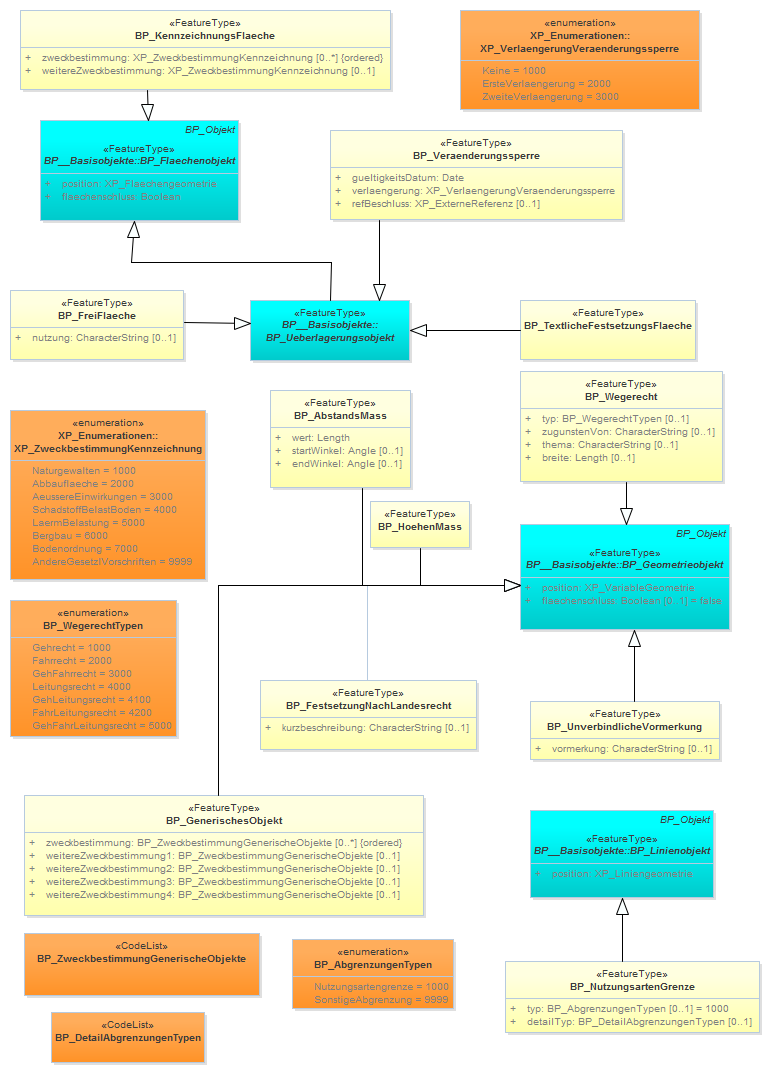 «FeatureType»
BP_KennzeichnungsFlaeche
+ zweckbestimmung: XP_ZweckbestimmungKennzeichnung [0..*] {ordered}
+ weitereZweckbestimmung: XP_ZweckbestimmungKennzeichnung [0..1]
«enumeration»
XP_Enumerationen::
XP_VerlaengerungVeraenderungssperre
Keine = 1000
ErsteVerlaengerung = 2000
ZweiteVerlaengerung = 3000
BP_Objekt
«FeatureType»
BP__Basisobjekte::BP_Flaechenobjekt
+ position: XP_Flaechengeometrie
+ flaechenschluss: Boolean
«FeatureType»
BP_Veraenderungssperre
+ gueltigkeitsDatum: Date
+ verlaengerung: XP_VerlaengerungVeraenderungssperre
+ refBeschluss: XP_ExterneReferenz [0..1]
«FeatureType»
BP_FreiFlaeche
+ nutzung: CharacterString [0..1]
«FeatureType»
BP__Basisobjekte::
BP_Ueberlagerungsobjekt
«FeatureType»
BP_TextlicheFestsetzungsFlaeche
«FeatureType»
BP_AbstandsMass
+ wert: Length
+ startWinkel: Angle [0..1]
+ endWinkel: Angle [0..1]
«FeatureType»
BP_Wegerecht
+ typ: BP_WegerechtTypen [0..1]
+ zugunstenVon: CharacterString [0..1]
+ thema: CharacterString [0..1]
+ breite: Length [0..1]
«enumeration»
XP_Enumerationen::
XP_ZweckbestimmungKennzeichnung
Naturgewalten = 1000
Abbauflaeche = 2000
AeussereEinwirkungen = 3000
SchadstoffBelastBoden = 4000
LaermBelastung = 5000
Bergbau = 6000
Bodenordnung = 7000
AndereGesetzlVorschriften = 9999
«FeatureType»
BP_HoehenMass
BP_Objekt
«FeatureType»
BP__Basisobjekte::BP_Geometrieobjekt
+ position: XP_VariableGeometrie
+ flaechenschluss: Boolean [0..1] = false
«enumeration»
BP_WegerechtTypen
Gehrecht = 1000
Fahrrecht = 2000
GehFahrrecht = 3000
Leitungsrecht = 4000
GehLeitungsrecht = 4100
FahrLeitungsrecht = 4200
GehFahrLeitungsrecht = 5000
«FeatureType»
BP_FestsetzungNachLandesrecht
+ kurzbeschreibung: CharacterString [0..1]
«FeatureType»
BP_UnverbindlicheVormerkung
+ vormerkung: CharacterString [0..1]
«FeatureType»
BP_GenerischesObjekt
+ zweckbestimmung: BP_ZweckbestimmungGenerischeObjekte [0..*] {ordered}
+ weitereZweckbestimmung1: BP_ZweckbestimmungGenerischeObjekte [0..1]
+ weitereZweckbestimmung2: BP_ZweckbestimmungGenerischeObjekte [0..1]
+ weitereZweckbestimmung3: BP_ZweckbestimmungGenerischeObjekte [0..1]
+ weitereZweckbestimmung4: BP_ZweckbestimmungGenerischeObjekte [0..1]
BP_Objekt
«FeatureType»
BP__Basisobjekte::BP_Linienobjekt
+ position: XP_Liniengeometrie
«CodeList»
BP_ZweckbestimmungGenerischeObjekte
«enumeration»
BP_AbgrenzungenTypen
Nutzungsartengrenze = 1000
SonstigeAbgrenzung = 9999
«FeatureType»
BP_NutzungsartenGrenze
+ typ: BP_AbgrenzungenTypen [0..1] = 1000
+ detailTyp: BP_DetailAbgrenzungenTypen [0..1]
«CodeList»
BP_DetailAbgrenzungenTypen